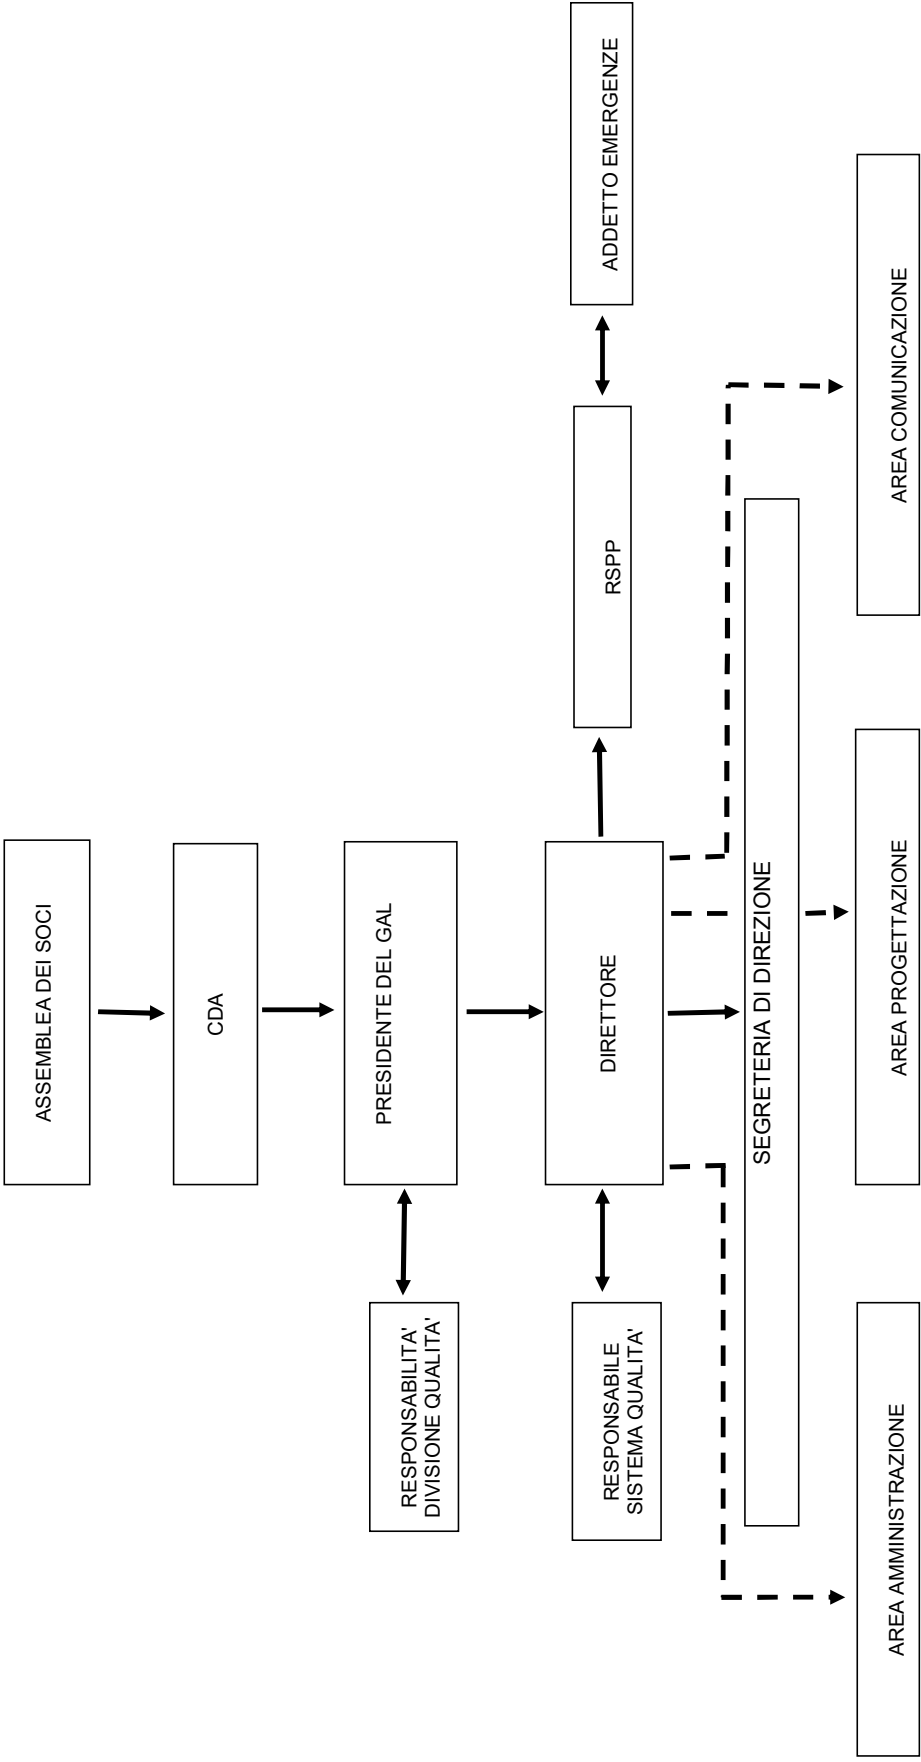 ASSEMBLEA DEI SOCI
CDA
PRESIDENTE DEL GAL
RESPONSABILITA'
DIVISIONE QUALITA'
DIRETTORE
RESPONSABILE
SISTEMA QUALITA'
RSPP
ADDETTO EMERGENZE
SEGRETERIA DI DIREZIONE
AREA AMMINISTRAZIONE
AREA PROGETTAZIONE
AREA COMUNICAZIONE